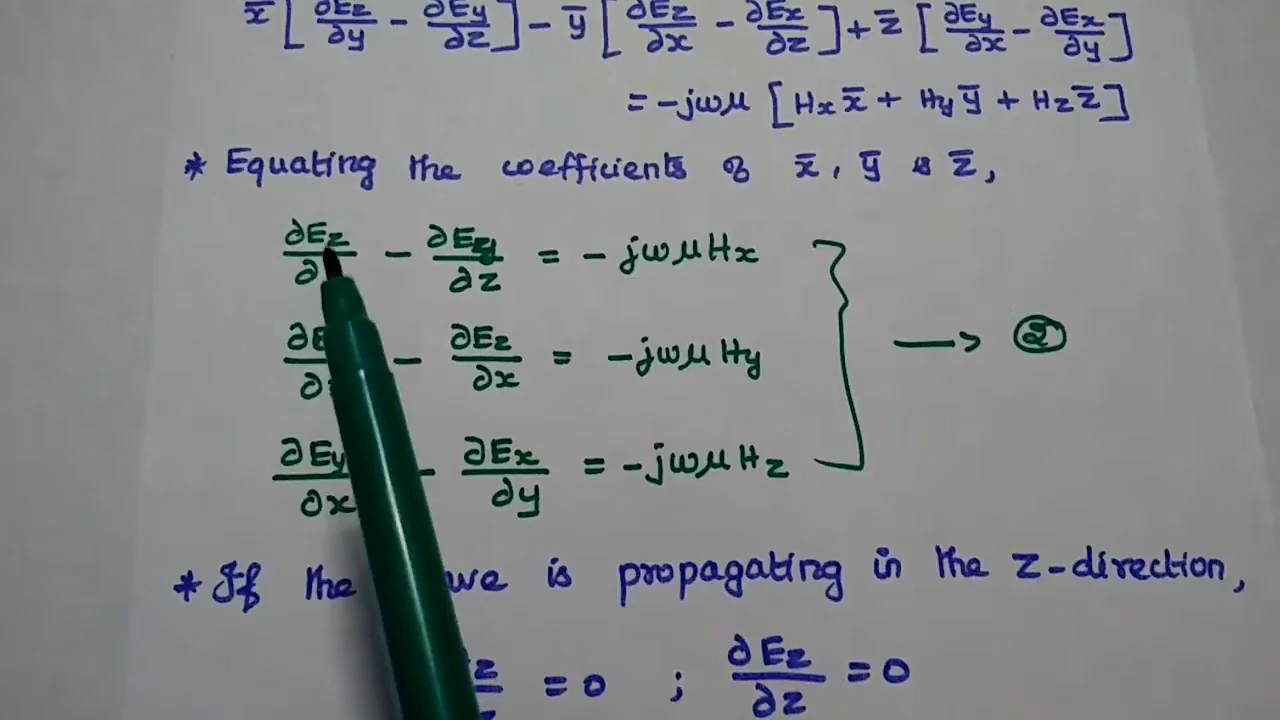 x̄ [ ∂Ez/∂y - ∂Ey/∂z ] - ȳ [ ∂Ez/∂x - ∂Ex/∂z ] + z̄ [ ∂Ey/∂x - ∂Ex/∂y ]
= -jωμ [ Hx x̄ + Hy ȳ + Hz z̄ ]
* Equating the coefficients of x̄, ȳ & z̄,
∂Ez/∂ - ∂Ey/∂z = -jωμHx
∂E/∂ - ∂Ez/∂x = -jωμHy → ②
∂Ey/∂x - ∂Ex/∂y = -jωμHz
* If the we is propagating in the z-direction,
z = 0 ; ∂Ez/∂z = 0